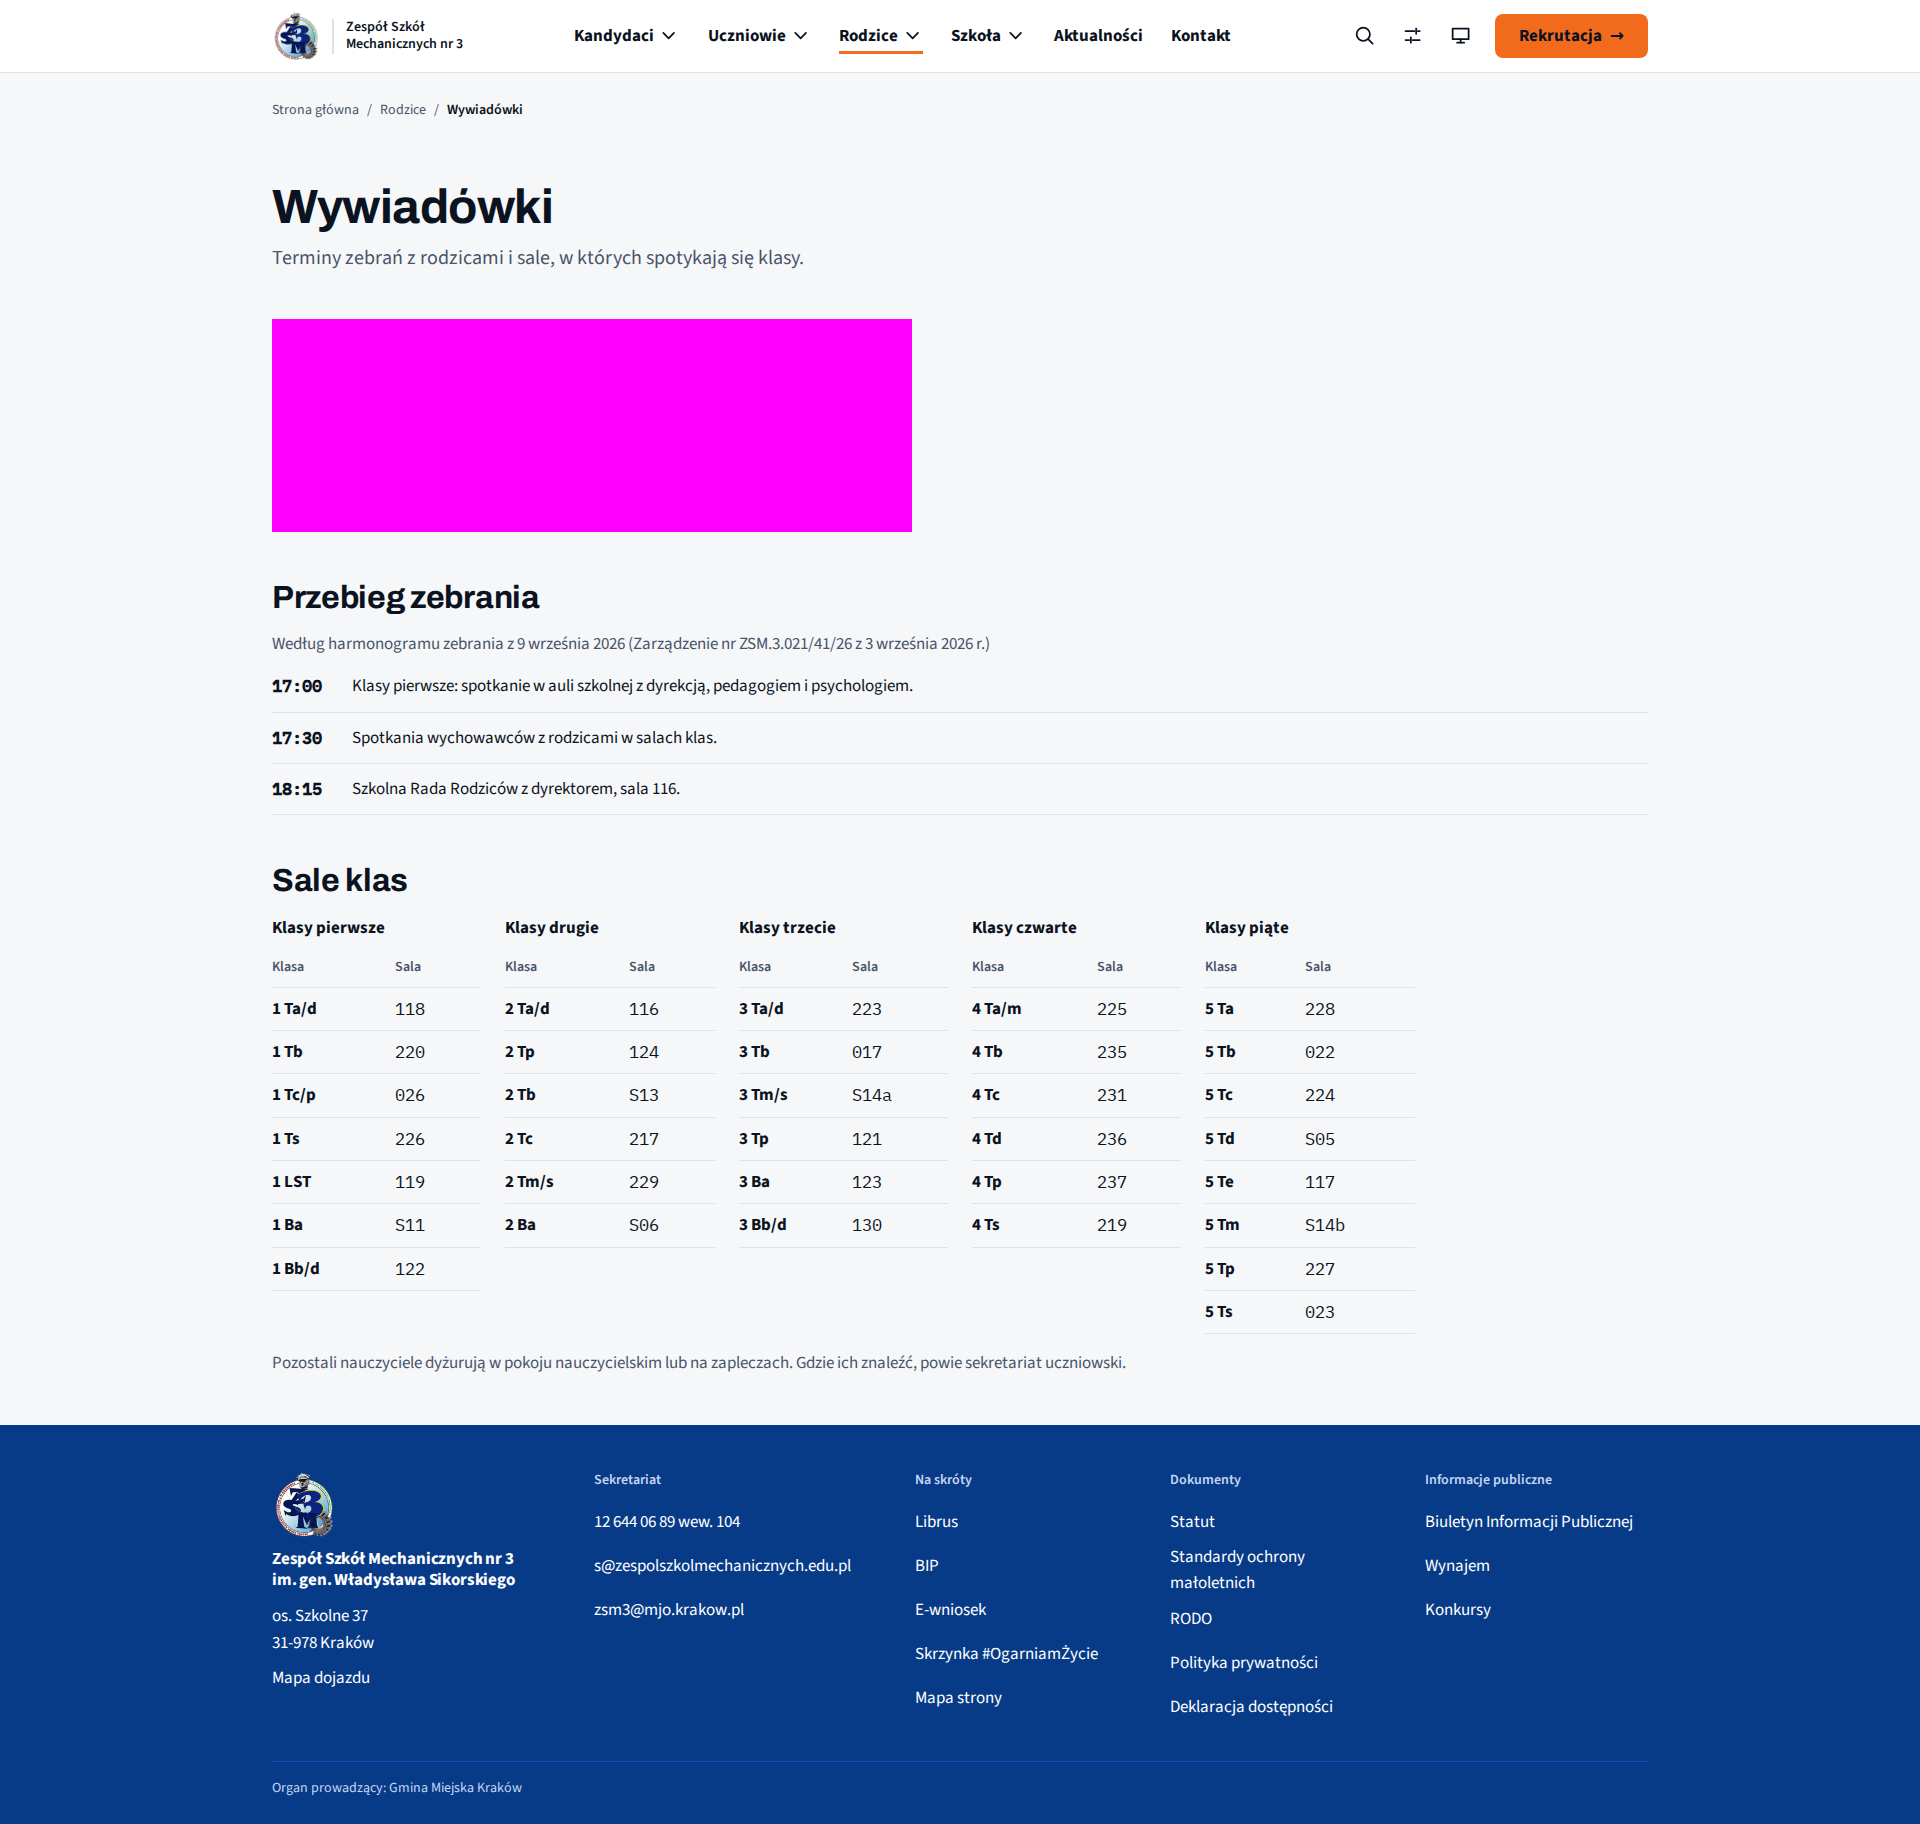 Zespół Szkół
Mechanicznych nr 3
Kandydaci
Uczniowie
Rodzice
Szkoła
Aktualności
Kontakt
Rekrutacja →
Strona główna / Rodzice / Wywiadówki
Wywiadówki
Terminy zebrań z rodzicami i sale, w których spotykają się klasy.
Przebieg zebrania
Według harmonogramu zebrania z 9 września 2026 (Zarządzenie nr ZSM.3.021/41/26 z 3 września 2026 r.)
17:00 Klasy pierwsze: spotkanie w auli szkolnej z dyrekcją, pedagogiem i psychologiem.
17:30 Spotkania wychowawców z rodzicami w salach klas.
18:15 Szkolna Rada Rodziców z dyrektorem, sala 116.
Sale klas
Klasy pierwsze
Klasa Sala
1 Ta/d 118
1 Tb 220
1 Tc/p 026
1 Ts 226
1 LST 119
1 Ba S11
1 Bb/d 122
Klasy drugie
Klasa Sala
2 Ta/d 116
2 Tp 124
2 Tb S13
2 Tc 217
2 Tm/s 229
2 Ba S06
Klasy trzecie
Klasa Sala
3 Ta/d 223
3 Tb 017
3 Tm/s S14a
3 Tp 121
3 Ba 123
3 Bb/d 130
Klasy czwarte
Klasa Sala
4 Ta/m 225
4 Tb 235
4 Tc 231
4 Td 236
4 Tp 237
4 Ts 219
Klasy piąte
Klasa Sala
5 Ta 228
5 Tb 022
5 Tc 224
5 Td S05
5 Te 117
5 Tm S14b
5 Tp 227
5 Ts 023
Pozostali nauczyciele dyżurują w pokoju nauczycielskim lub na zapleczach. Gdzie ich znaleźć, powie sekretariat uczniowski.
Zespół Szkół Mechanicznych nr 3
im. gen. Władysława Sikorskiego
os. Szkolne 37
31-978 Kraków
Mapa dojazdu
Sekretariat
12 644 06 89 wew. 104
s@zespolszkolmechanicznych.edu.pl
zsm3@mjo.krakow.pl
Na skróty
Librus
BIP
E-wniosek
Skrzynka #OgarniamŻycie
Mapa strony
Dokumenty
Statut
Standardy ochrony
małoletnich
RODO
Polityka prywatności
Deklaracja dostępności
Informacje publiczne
Biuletyn Informacji Publicznej
Wynajem
Konkursy
Organ prowadzący: Gmina Miejska Kraków